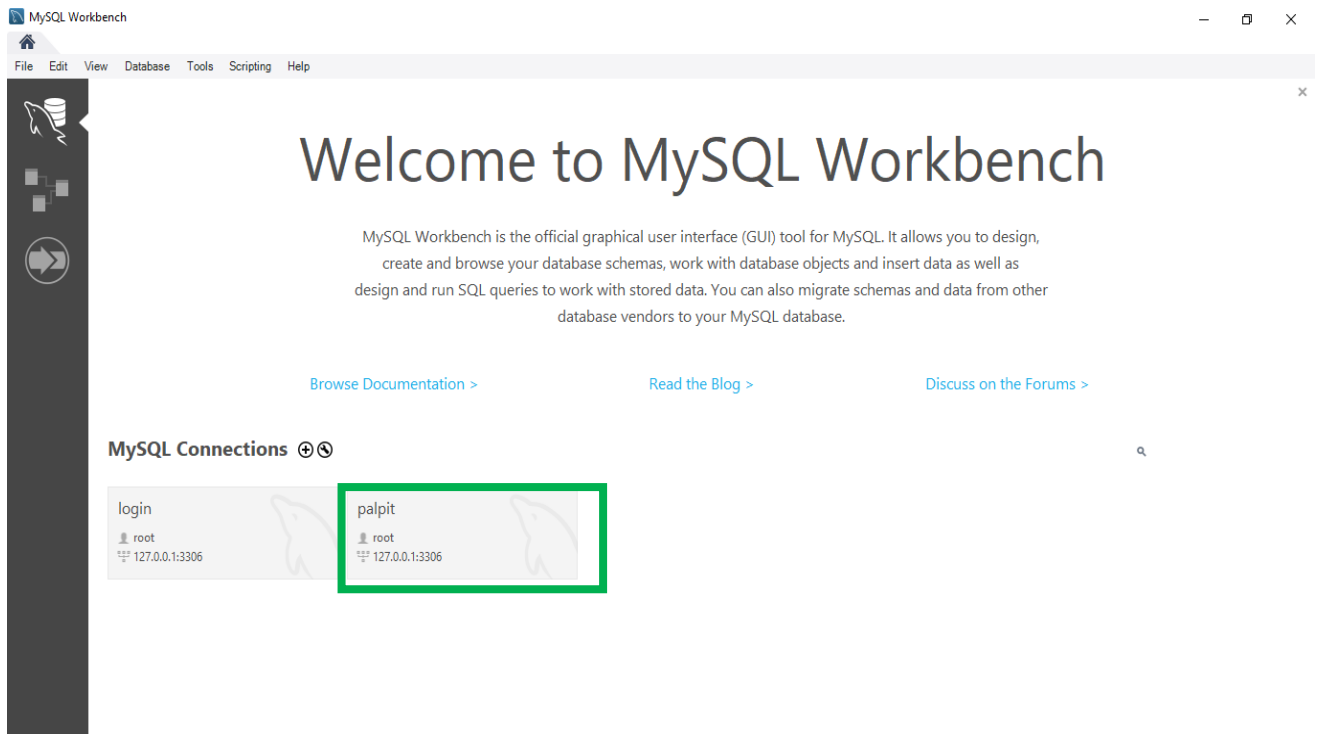 MySQL Workbench
File Edit View Database Tools Scripting Help
Welcome to MySQL Workbench
MySQL Workbench is the official graphical user interface (GUI) tool for MySQL. It allows you to design,
create and browse your database schemas, work with database objects and insert data as well as
design and run SQL queries to work with stored data. You can also migrate schemas and data from other
database vendors to your MySQL database.
Browse Documentation > Read the Blog > Discuss on the Forums >
MySQL Connections
login
root
127.0.0.1:3306
palpit
root
127.0.0.1:3306